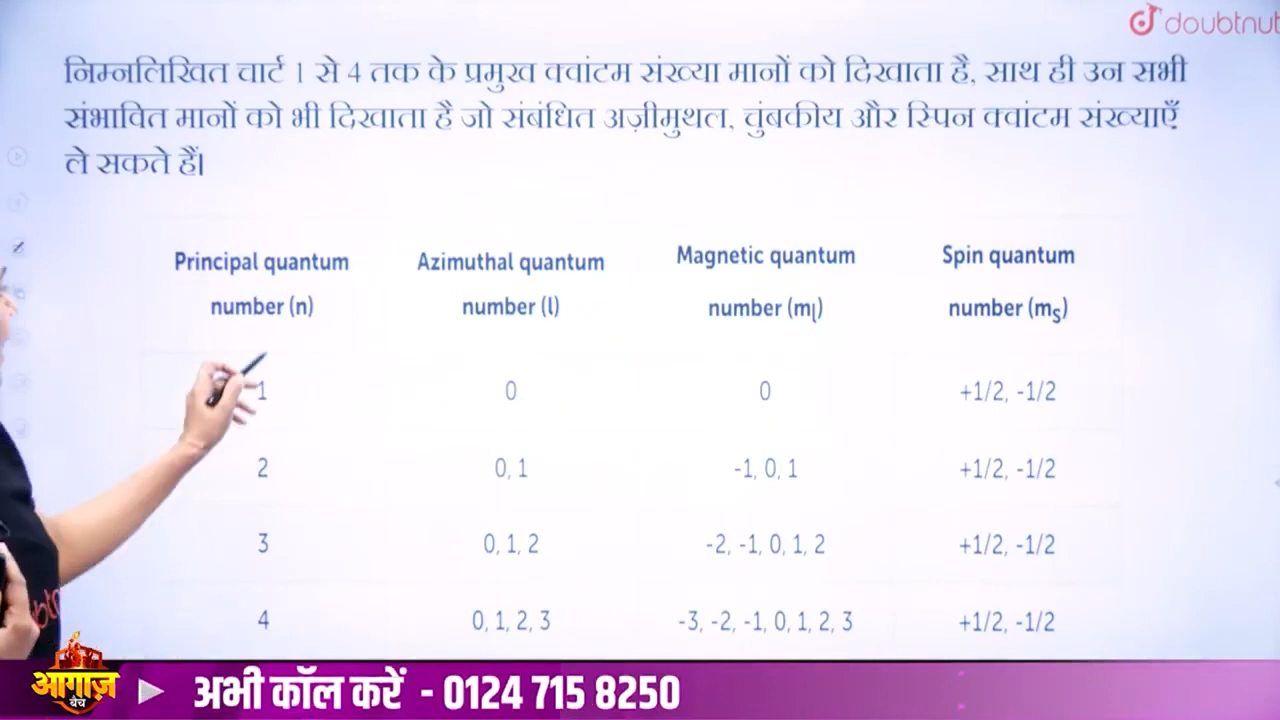 doubtnut
निम्नलिखित चार्ट 1 से 4 तक के प्रमुख क्वांटम संख्या मानों को दिखाता है, साथ ही उन सभी
संभावित मानों को भी दिखाता है जो संबंधित अज़ीमुथल, चुंबकीय और स्पिन क्वांटम संख्याएँ
ले सकते हैं।
Principal quantum number (n) Azimuthal quantum number (l) Magnetic quantum number (ml) Spin quantum number (ms)
1 0 0 +1/2, -1/2
2 0, 1 -1, 0, 1 +1/2, -1/2
3 0, 1, 2 -2, -1, 0, 1, 2 +1/2, -1/2
4 0, 1, 2, 3 -3, -2, -1, 0, 1, 2, 3 +1/2, -1/2
आगाज़
बैच
अभी कॉल करें - 0124 715 8250